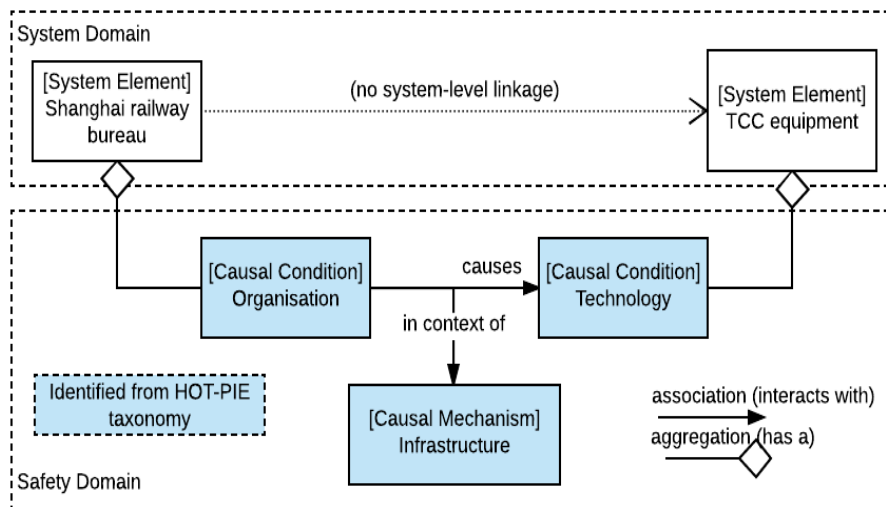 System Domain
[System Element]
Shanghai railway
bureau
(no system-level linkage)
[System Element]
TCC equipment
[Causal Condition]
Organisation
causes
in context of
[Causal Condition]
Technology
[Causal Mechanism]
Infrastructure
Identified from HOT-PIE
taxonomy
association (interacts with)
aggregation (has a)
Safety Domain